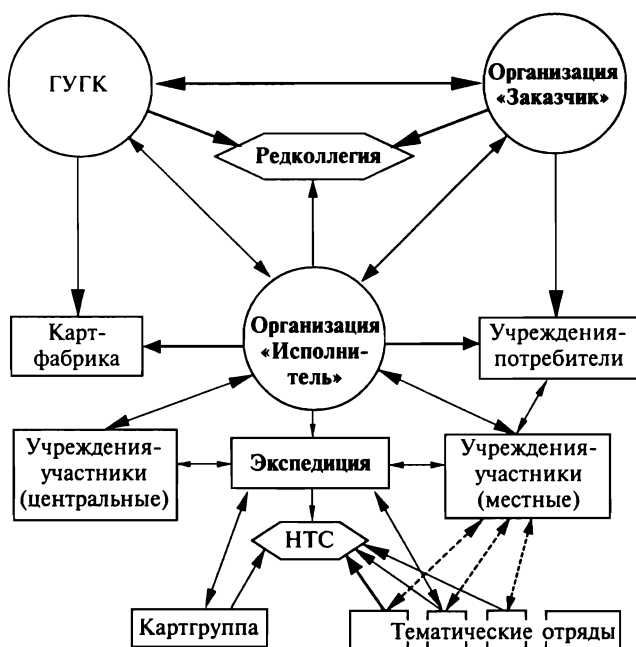 ГУГК
Организация
«Заказчик»
Редколлегия
Организация
«Исполни-
тель»
Карт-
фабрика
Учреждения-
потребители
Учреждения-
участники
(центральные)
Экспедиция
Учреждения-
участники
(местные)
НТС
Картгруппа
Тематические отряды